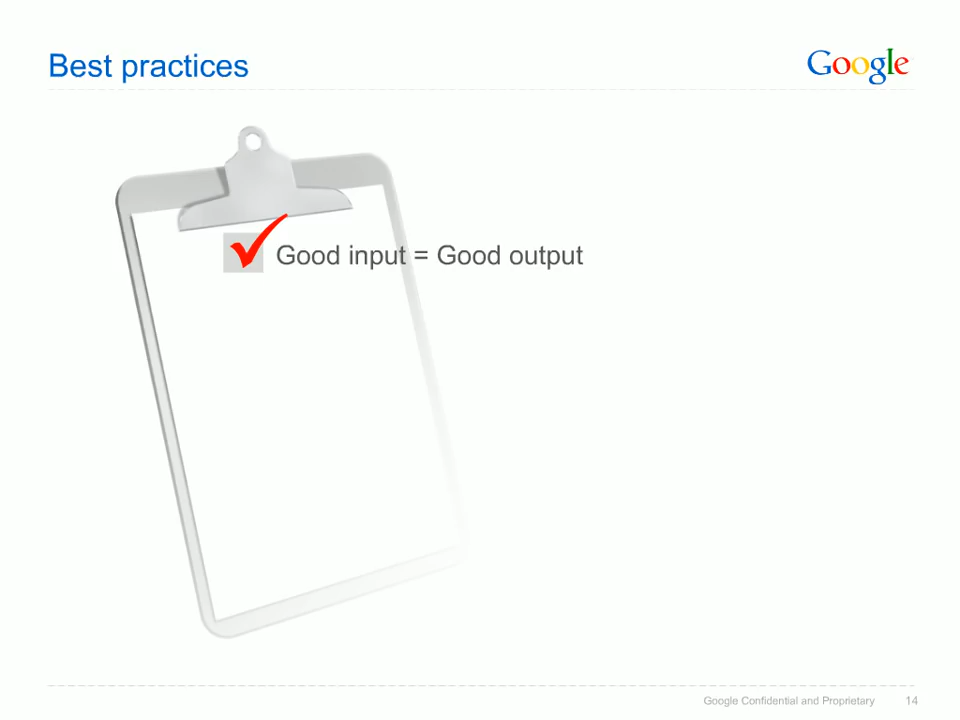 Best practices
Google
Good input = Good output
Google Confidential and Proprietary 14